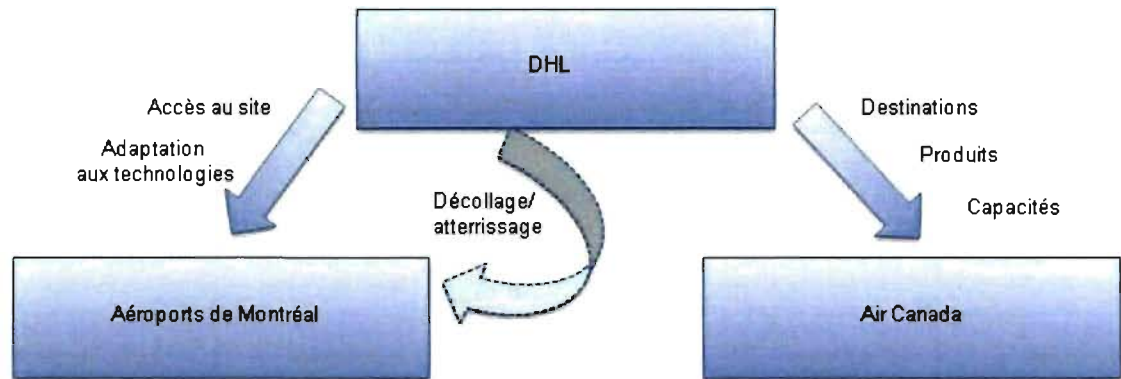 DHL
Accès au site
Adaptation
aux technologies
Décollage/
atterrissage
Destinations
Produits
Capacités
Aéroports de Montréal
Air Canada